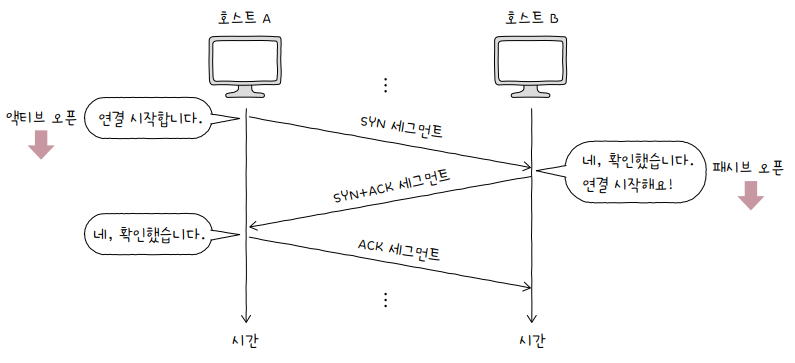 호스트 A
호스트 B
액티브 오픈
연결 시작합니다.
SYN 세그먼트
네, 확인했습니다.
연결 시작해요!
패시브 오픈
SYN+ACK 세그먼트
네, 확인했습니다.
ACK 세그먼트
시간
시간